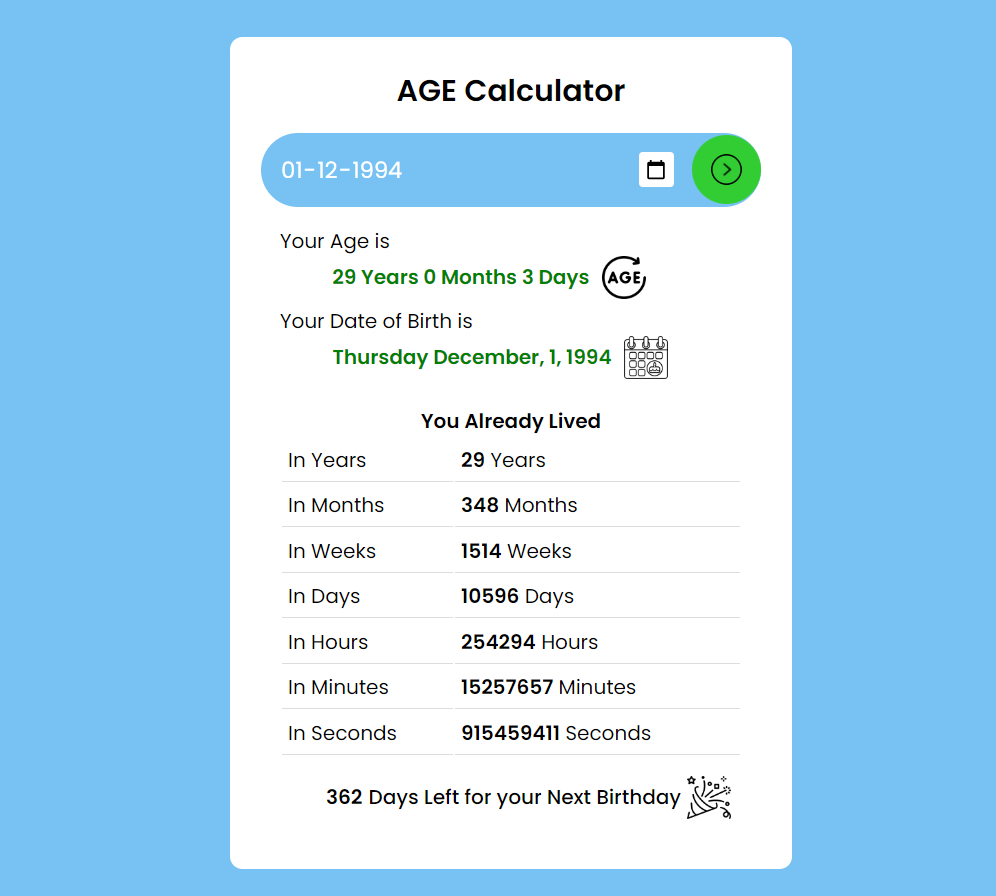 AGE Calculator
01-12-1994
Your Age is
29 Years 0 Months 3 Days AGE
Your Date of Birth is
Thursday December, 1, 1994
You Already Lived
In Years 29 Years
In Months 348 Months
In Weeks 1514 Weeks
In Days 10596 Days
In Hours 254294 Hours
In Minutes 15257657 Minutes
In Seconds 915459411 Seconds
362 Days Left for your Next Birthday